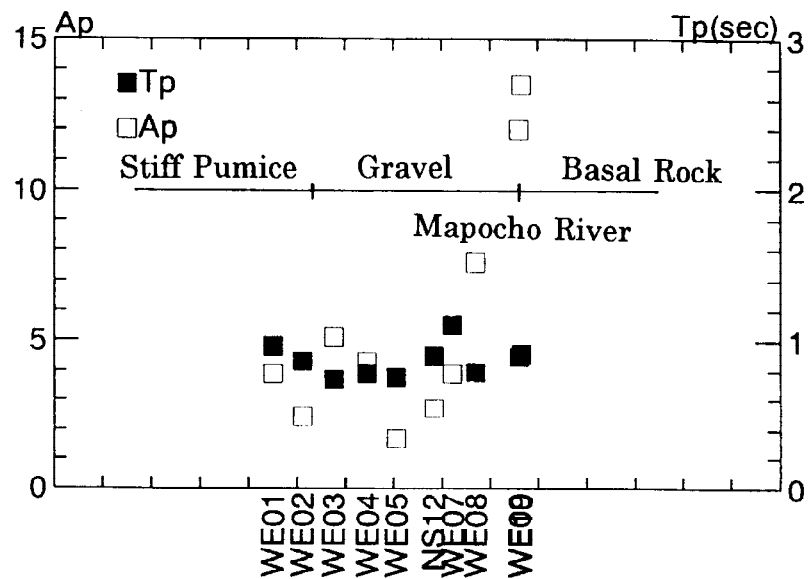 Ap Tp(sec)
15 3
■Tp
□Ap
Stiff Pumice Gravel Basal Rock
10 2
Mapocho River
5 1
0 0
WE01 WE02 WE03 WE04 WE05 NS12 WE07 WE08